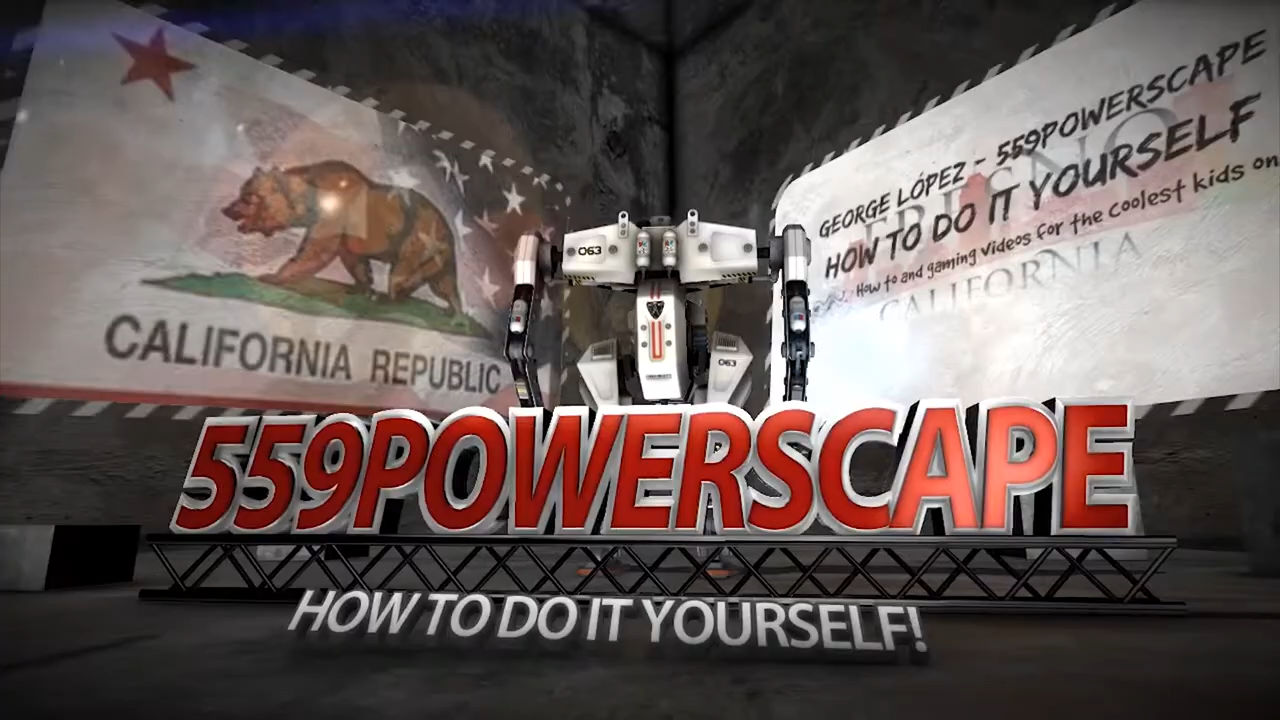 CALIFORNIA REPUBLIC
GEORGE LÓPEZ - 559POWERSCAPE
HOW TO DO IT YOURSELF
How to and gaming videos for the coolest kids on
FRESNO
CALIFORNIA
063
063
559POWERSCAPE
HOW TO DO IT YOURSELF!